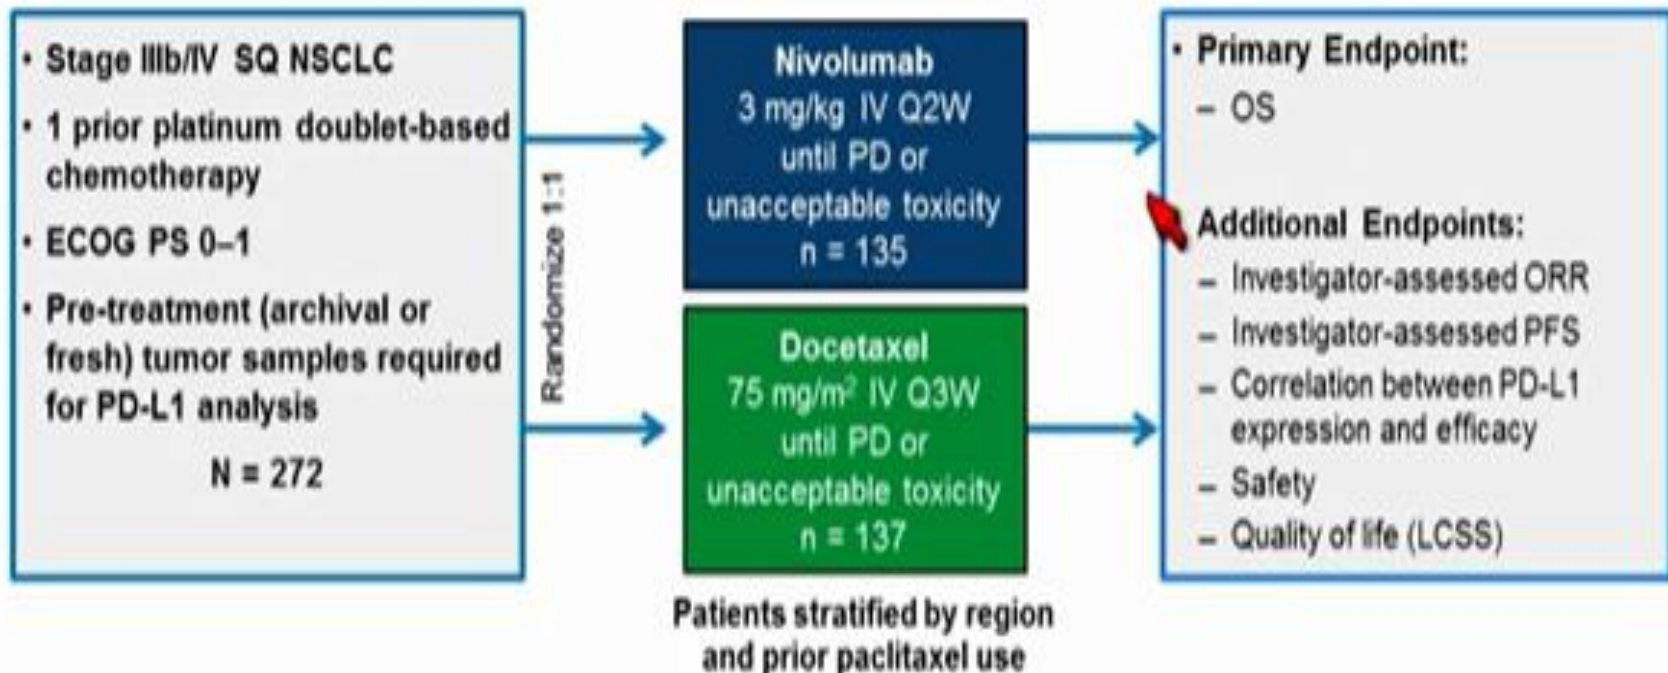 • Stage IIIb/IV SQ NSCLC
• 1 prior platinum doublet-based
chemotherapy
• ECOG PS 0–1
• Pre-treatment (archival or
fresh) tumor samples required
for PD-L1 analysis
N = 272
Randomize 1:1
Nivolumab
3 mg/kg IV Q2W
until PD or
unacceptable toxicity
n = 135
Docetaxel
75 mg/m² IV Q3W
until PD or
unacceptable toxicity
n = 137
Patients stratified by region
and prior paclitaxel use
• Primary Endpoint:
– OS
Additional Endpoints:
– Investigator-assessed ORR
– Investigator-assessed PFS
– Correlation between PD-L1
expression and efficacy
– Safety
– Quality of life (LCSS)